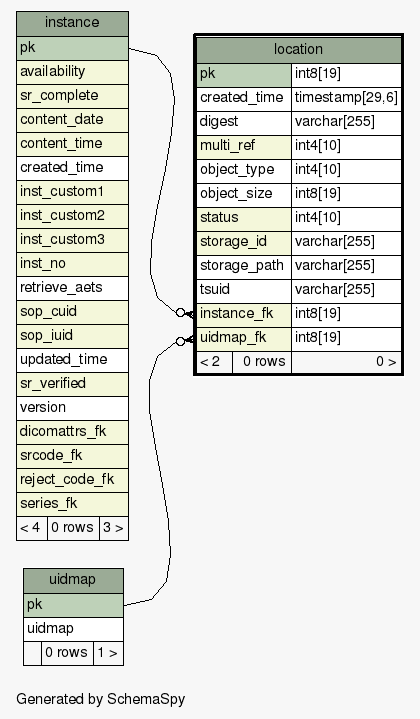 instance
pk
availability
sr_complete
content_date
content_time
created_time
inst_custom1
inst_custom2
inst_custom3
inst_no
retrieve_aets
sop_cuid
sop_iuid
updated_time
sr_verified
version
dicomattrs_fk
srcode_fk
reject_code_fk
series_fk
< 4 0 rows 3 >
location
pk int8[19]
created_time timestamp[29,6]
digest varchar[255]
multi_ref int4[10]
object_type int4[10]
object_size int8[19]
status int4[10]
storage_id varchar[255]
storage_path varchar[255]
tsuid varchar[255]
instance_fk int8[19]
uidmap_fk int8[19]
< 2 0 rows 0 >
uidmap
pk
uidmap
0 rows 1 >
Generated by SchemaSpy